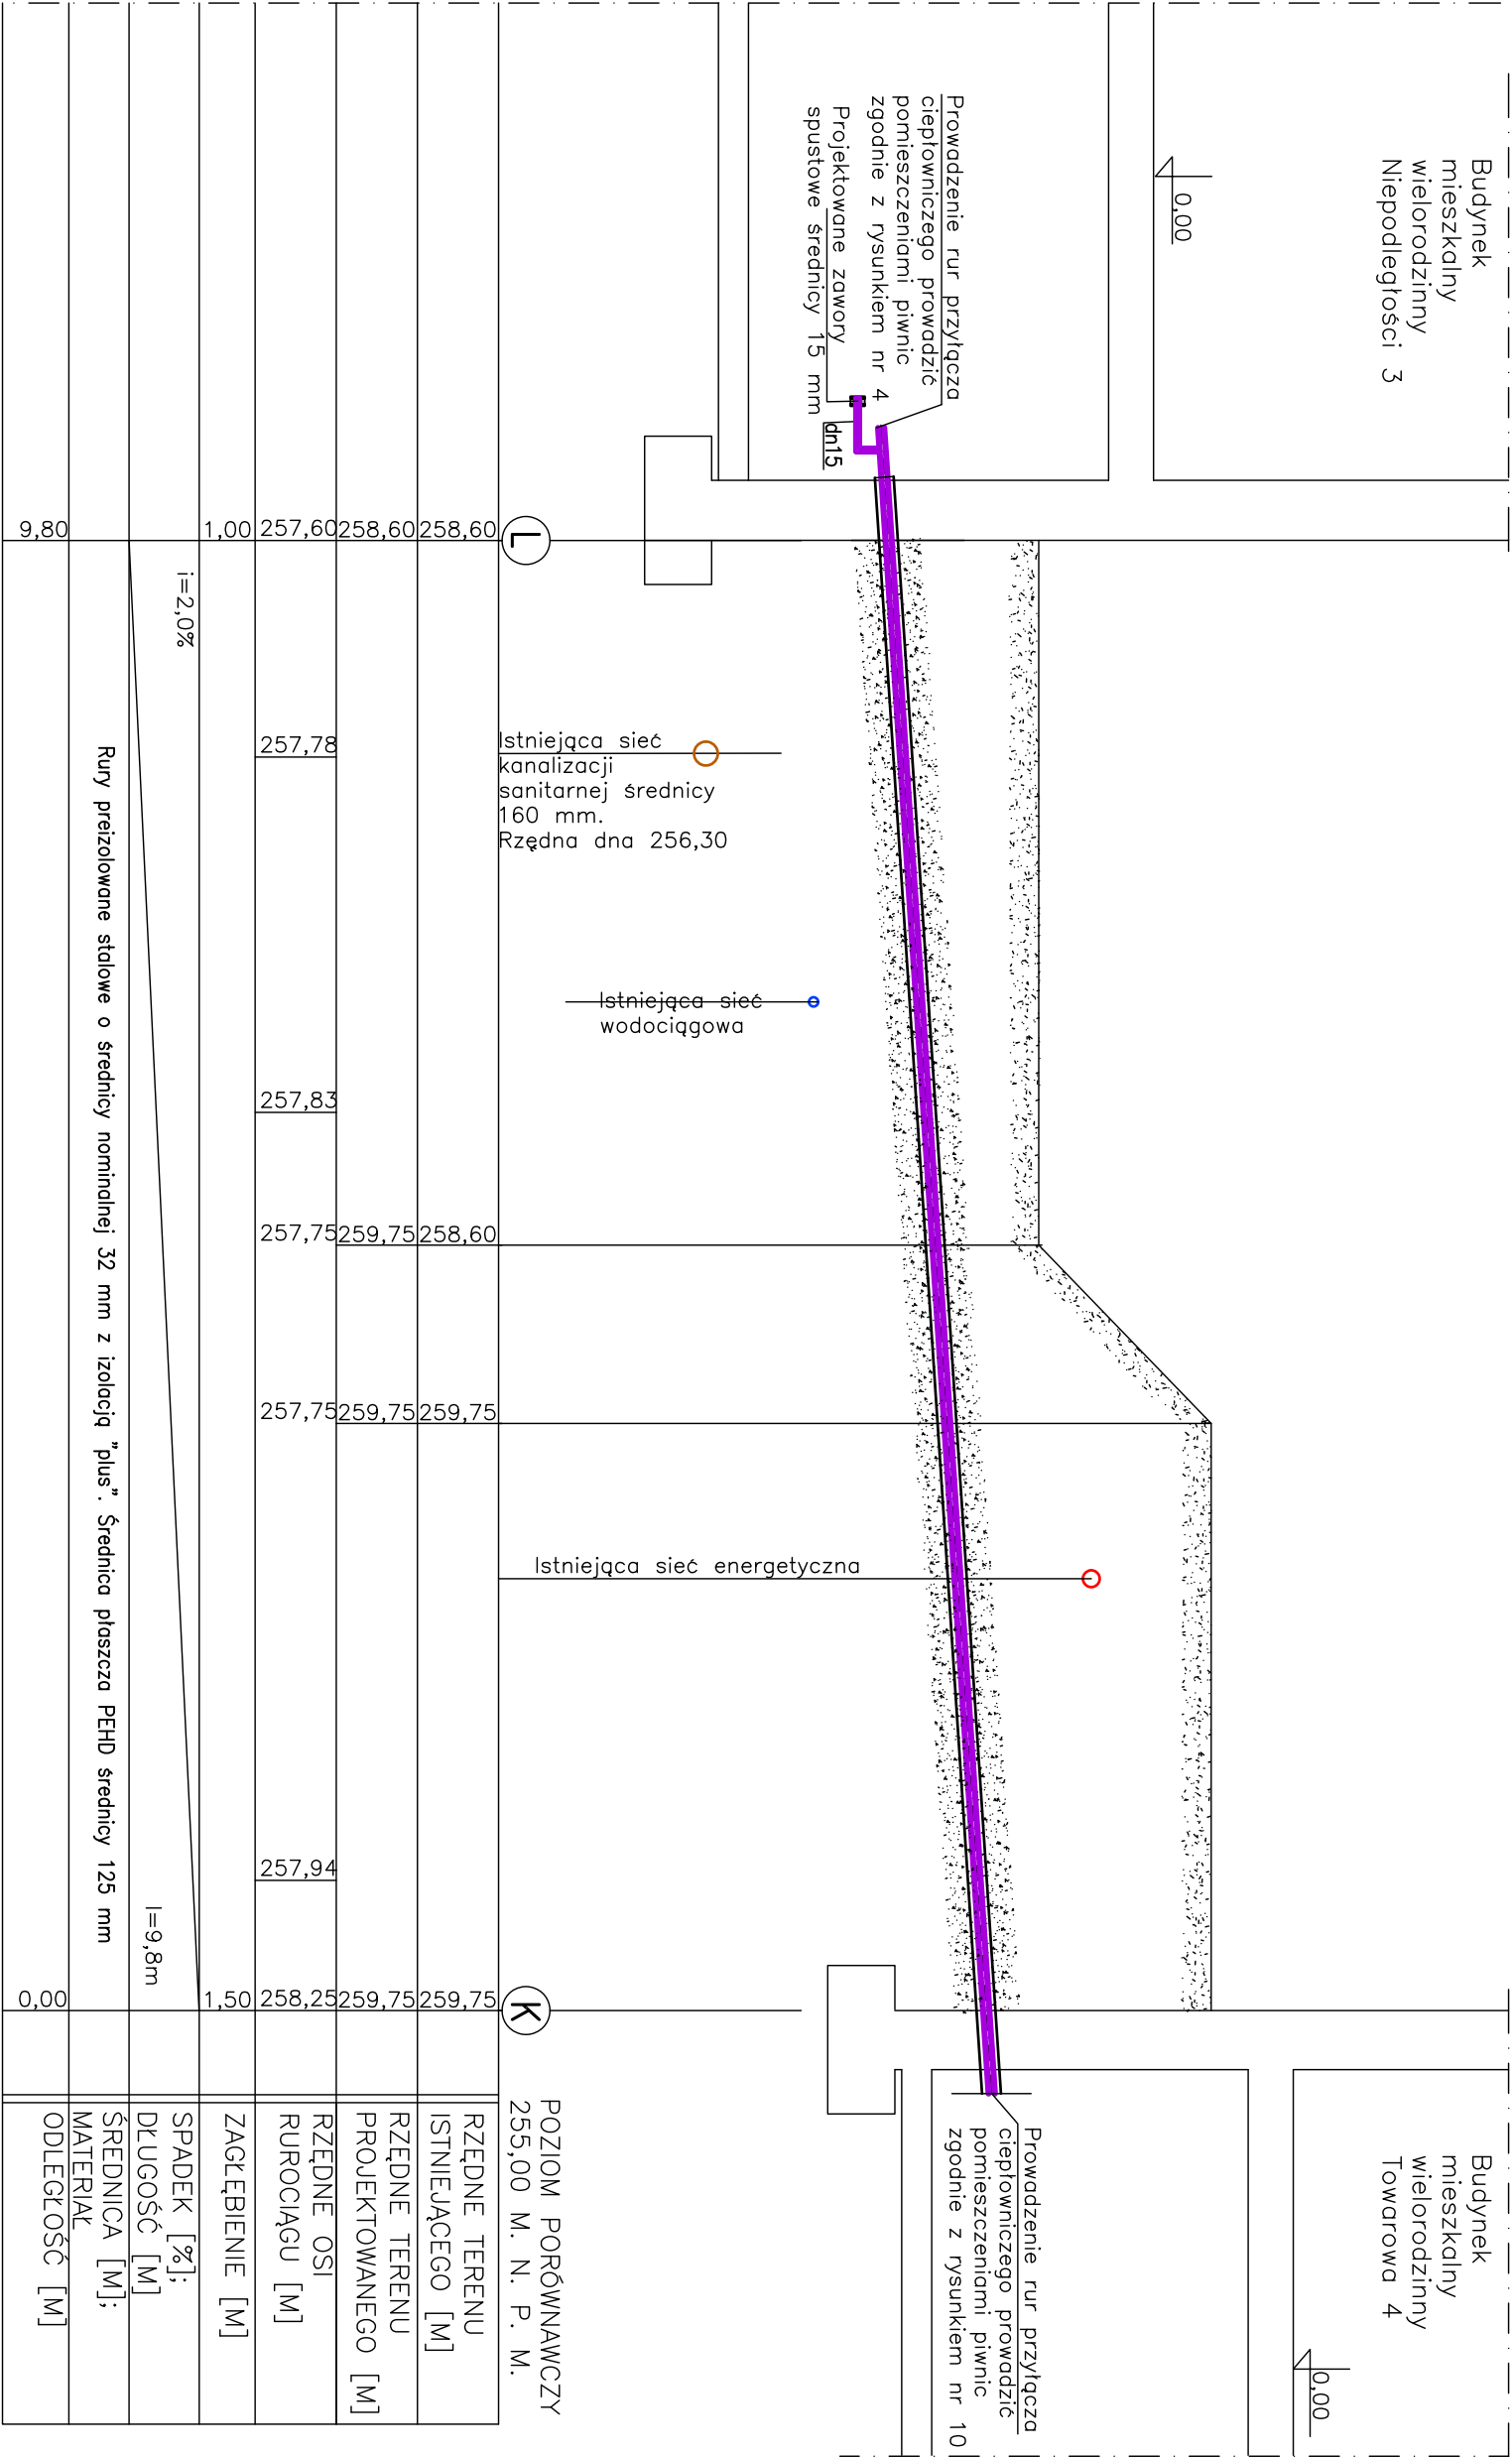 Budynek
mieszkalny
wielorodzinny
Niepodległości 3
0,00
Prowadzenie rur przyłącza
ciepłowniczego prowadzić
pomieszczeniami piwnic
zgodnie z rysunkiem nr 4
Projektowane zawory
spustowe średnicy 15 mm
dn15
Budynek
mieszkalny
wielorodzinny
Towarowa 4
0,00
Prowadzenie rur przyłącza
ciepłowniczego prowadzić
pomieszczeniami piwnic
zgodnie z rysunkiem nr 10
Istniejąca sieć
kanalizacji
sanitarnej średnicy
160 mm.
Rzędna dna 256,30
Istniejąca sieć
wodociągowa
Istniejąca sieć energetyczna
L
K
POZIOM PORÓWNAWCZY
255,00 M. N. P. M.
258,60 258,60 259,75 259,75
RZĘDNE TERENU
ISTNIEJĄCEGO [M]
258,60 259,75 259,75 259,75
RZĘDNE TERENU
PROJEKTOWANEGO [M]
257,60 257,78 257,83 257,75 257,75 257,94 258,25
RZĘDNE OSI
RUROCIĄGU [M]
1,00 1,50
ZAGŁĘBIENIE [M]
i=2,0%
l=9,8m
SPADEK [%];
DŁUGOŚĆ [M]
Rury preizolowane stalowe o średnicy nominalnej 32 mm z izolacją "plus". Średnica płaszcza PEHD średnicy 125 mm
ŚREDNICA [M];
MATERIAŁ
9,80 0,00
ODLEGŁOŚĆ [M]